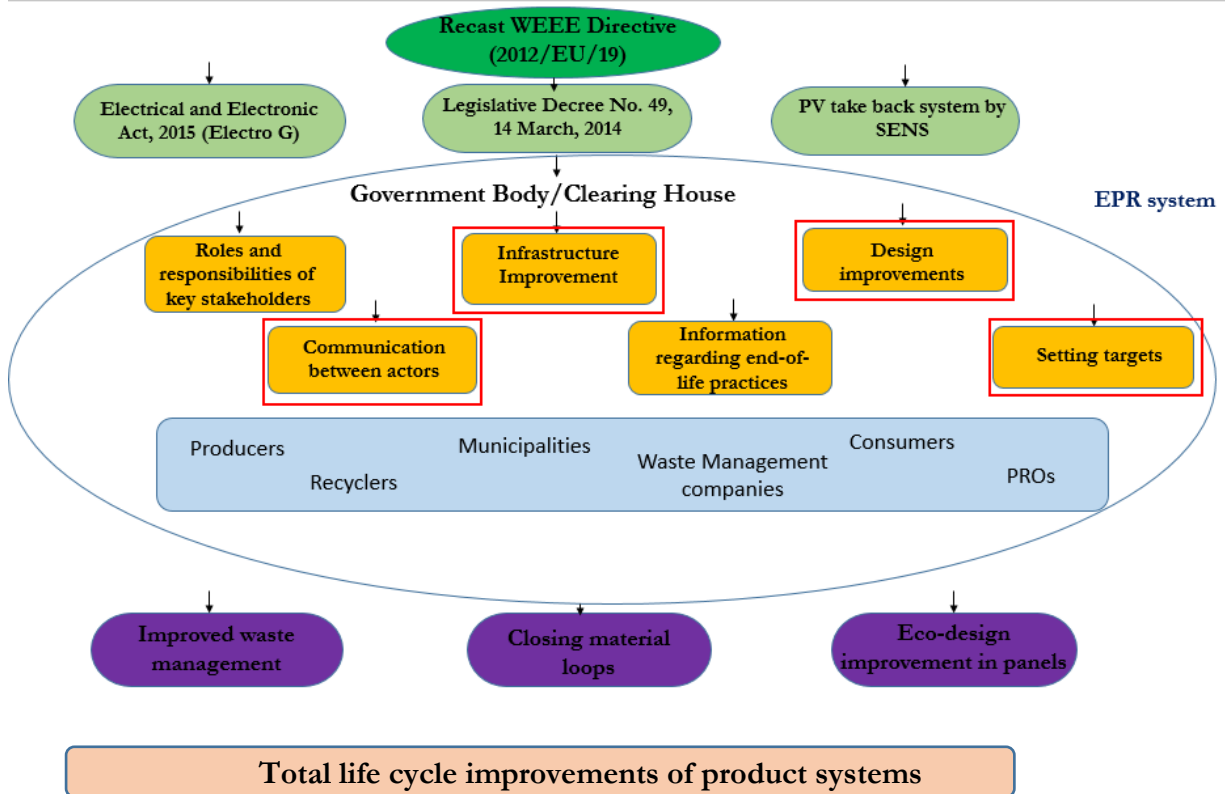 Recast WEEE Directive
(2012/EU/19)
Electrical and Electronic
Act, 2015 (Electro G)
Legislative Decree No. 49,
14 March, 2014
PV take back system by
SENS
Government Body/Clearing House
EPR system
Roles and
responsibilities of
key stakeholders
Infrastructure
Improvement
Design
improvements
Communication
between actors
Information
regarding end-of-
life practices
Setting targets
Producers
Recyclers
Municipalities
Waste Management
companies
Consumers
PROs
Improved waste
management
Closing material
loops
Eco-design
improvement in panels
Total life cycle improvements of product systems